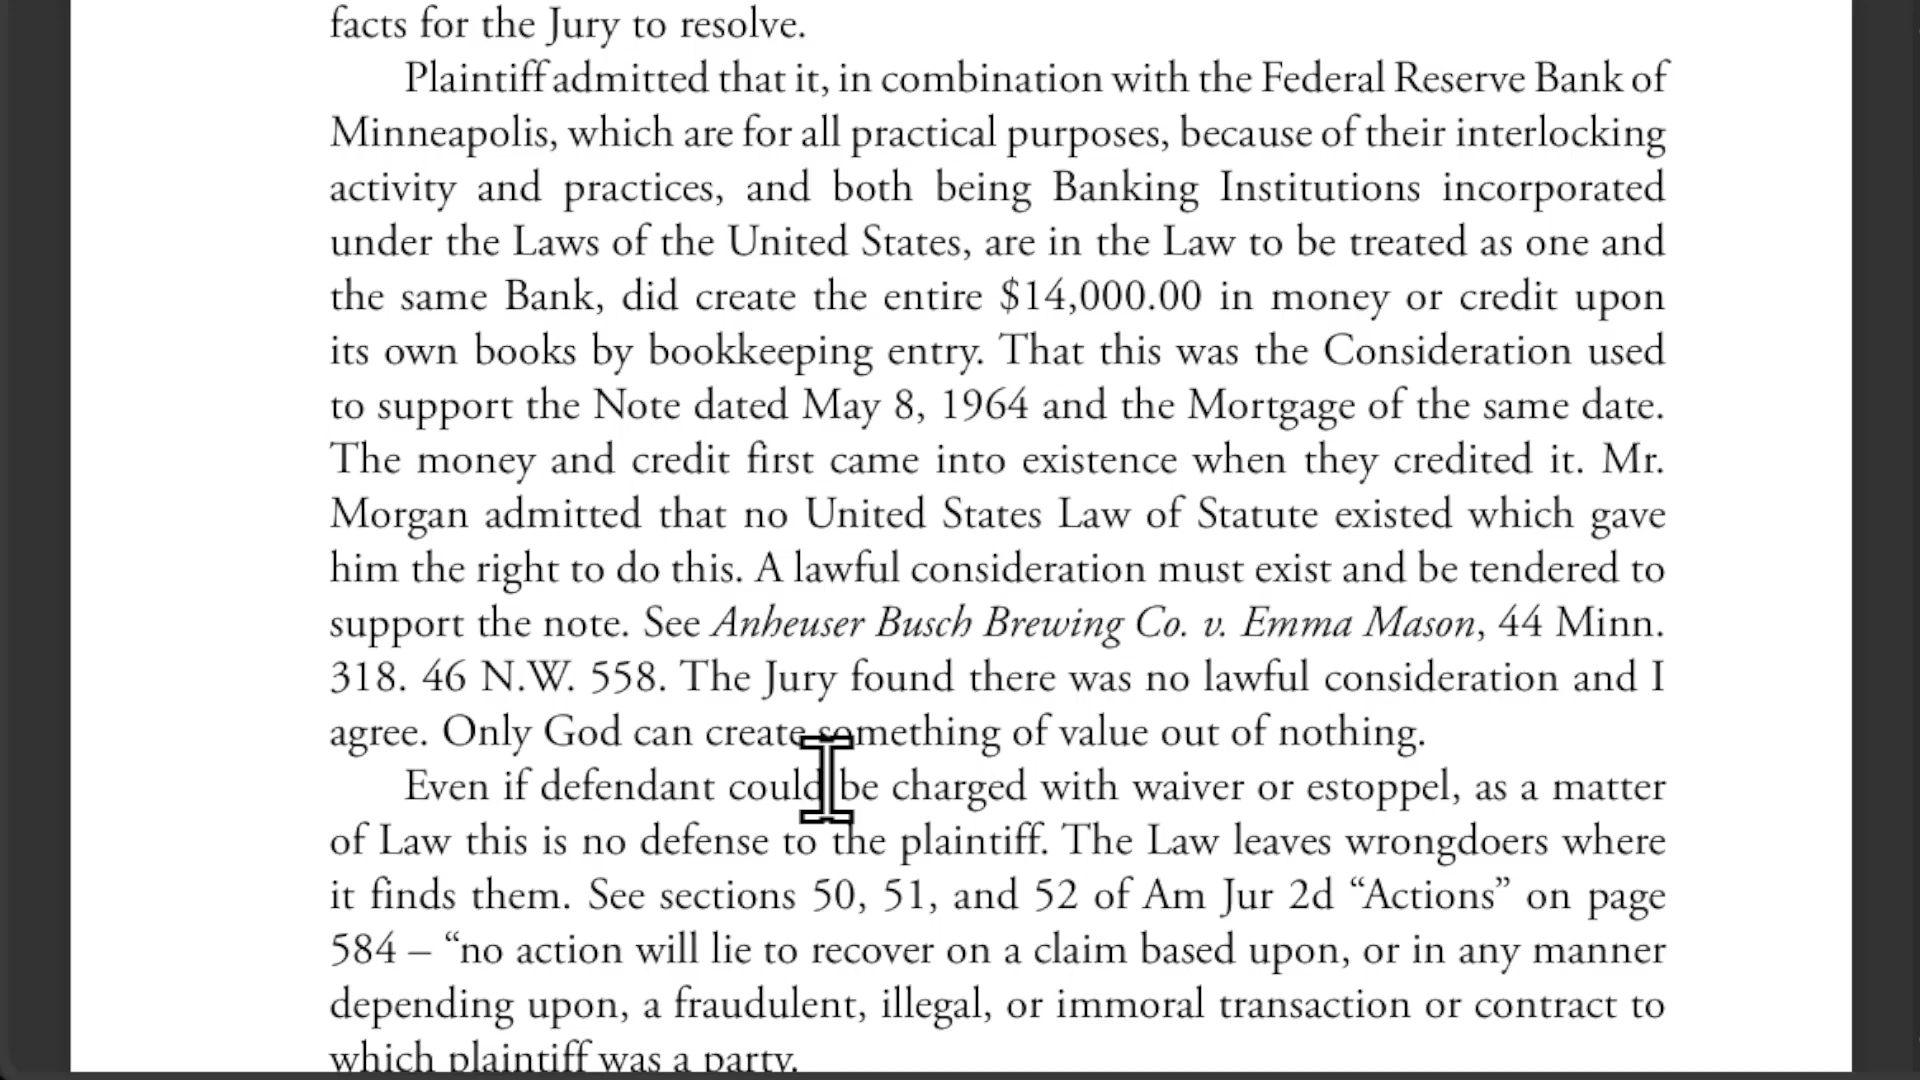 facts for the Jury to resolve.
Plaintiff admitted that it, in combination with the Federal Reserve Bank of
Minneapolis, which are for all practical purposes, because of their interlocking
activity and practices, and both being Banking Institutions incorporated
under the Laws of the United States, are in the Law to be treated as one and
the same Bank, did create the entire $14,000.00 in money or credit upon
its own books by bookkeeping entry. That this was the Consideration used
to support the Note dated May 8, 1964 and the Mortgage of the same date.
The money and credit first came into existence when they credited it. Mr.
Morgan admitted that no United States Law of Statute existed which gave
him the right to do this. A lawful consideration must exist and be tendered to
support the note. See Anheuser Busch Brewing Co. v. Emma Mason, 44 Minn.
318. 46 N.W. 558. The Jury found there was no lawful consideration and I
agree. Only God can create something of value out of nothing.
Even if defendant could be charged with waiver or estoppel, as a matter
of Law this is no defense to the plaintiff. The Law leaves wrongdoers where
it finds them. See sections 50, 51, and 52 of Am Jur 2d “Actions” on page
584 – “no action will lie to recover on a claim based upon, or in any manner
depending upon, a fraudulent, illegal, or immoral transaction or contract to
which plaintiff was a party.